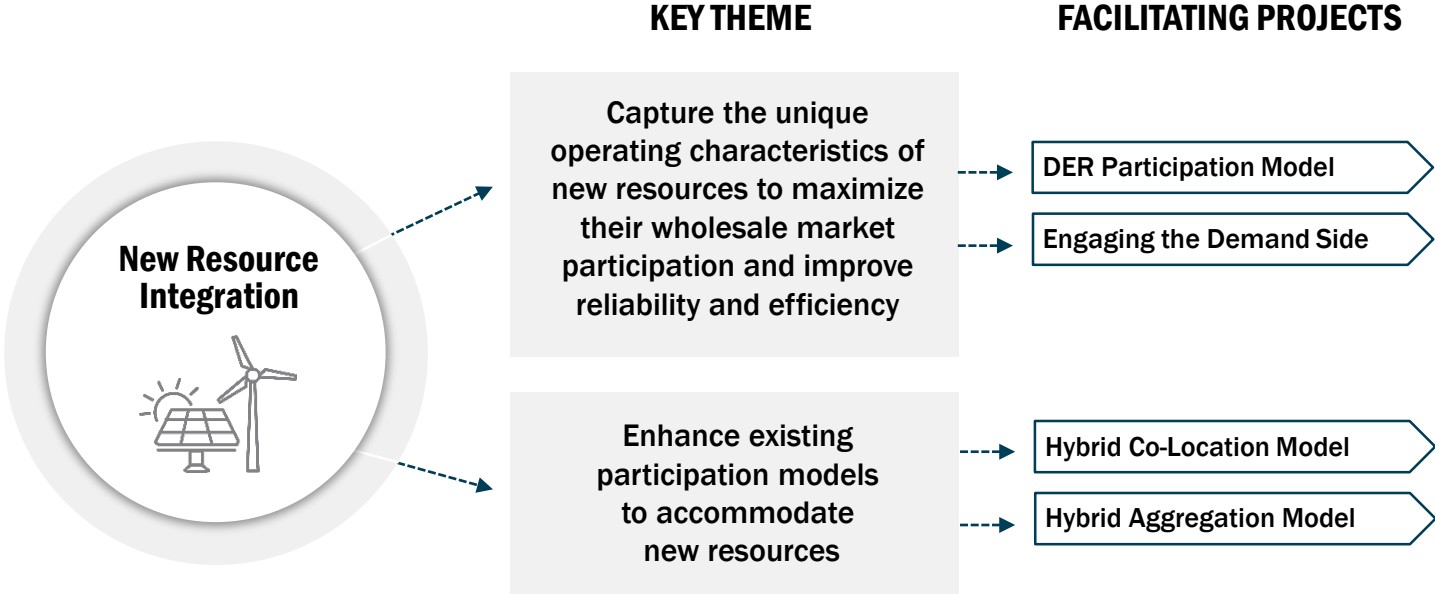 KEY THEME
FACILITATING PROJECTS
New Resource
Integration
Capture the unique
operating characteristics of
new resources to maximize
their wholesale market
participation and improve
reliability and efficiency
DER Participation Model
Engaging the Demand Side
Enhance existing
participation models
to accommodate
new resources
Hybrid Co-Location Model
Hybrid Aggregation Model